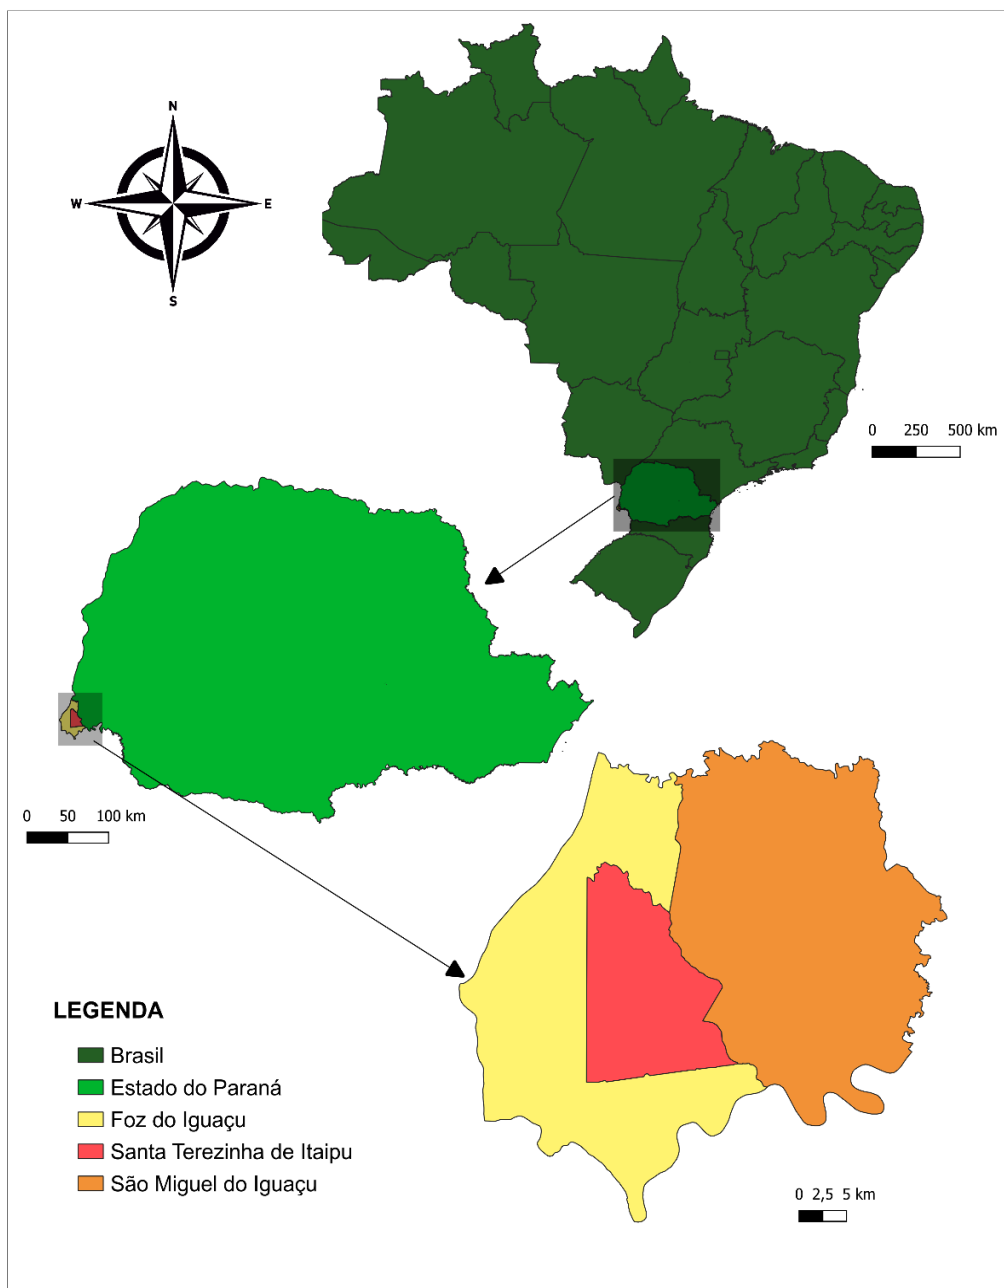 N
W E
S
0 250 500 km
0 50 100 km
LEGENDA
Brasil
Estado do Paraná
Foz do Iguaçu
Santa Terezinha de Itaipu
São Miguel do Iguaçu
0 2,5 5 km